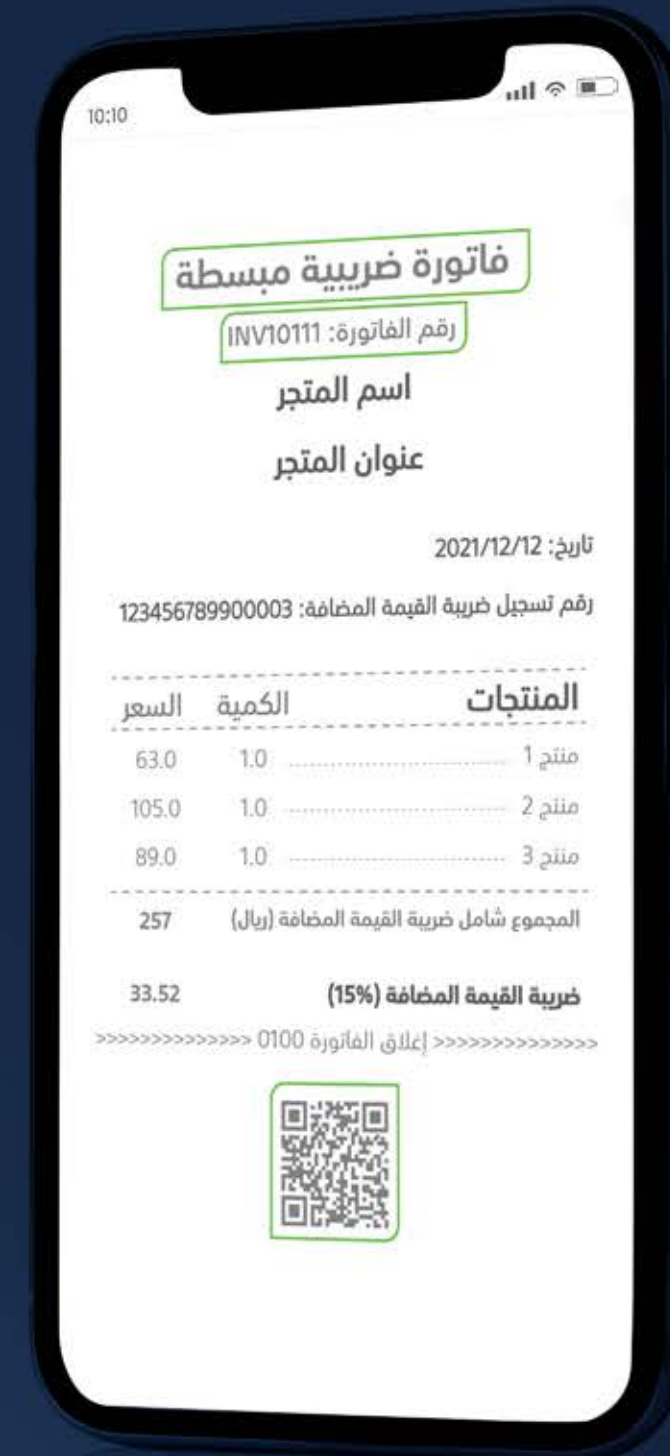 10:10
فاتورة ضريبية مبسطة
رقم الفاتورة: INV10111
اسم المتجر
عنوان المتجر
تاريخ: 2021/12/12
رقم تسجيل ضريبة القيمة المضافة: 123456789900003
المنتجات الكمية السعر
منتج 1 ........................ 1.0 63.0
منتج 2 ........................ 1.0 105.0
منتج 3 ........................ 1.0 89.0
المجموع شامل ضريبة القيمة المضافة (ريال) 257
ضريبة القيمة المضافة (15%) 33.52
>>>>>>>>>>>>>> إغلاق الفاتورة 0100 <<<<<<<<<<<<<<